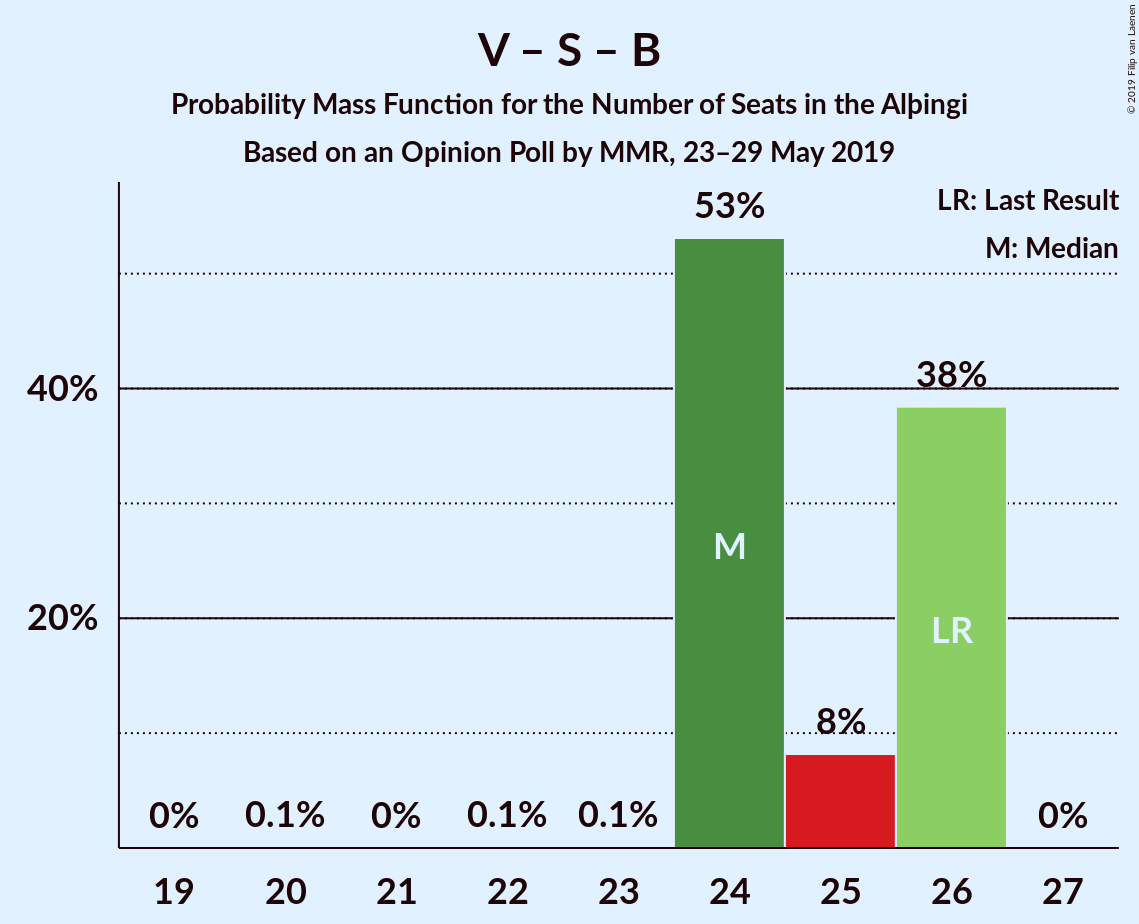 V – S – B
Probability Mass Function for the Number of Seats in the Alþingi
Based on an Opinion Poll by MMR, 23–29 May 2019
© 2019 Filip van Laenen
LR: Last Result
M: Median
53%
40%
38%
M
20%
LR
8%
0% 0.1% 0% 0.1% 0.1% 0%
19 20 21 22 23 24 25 26 27